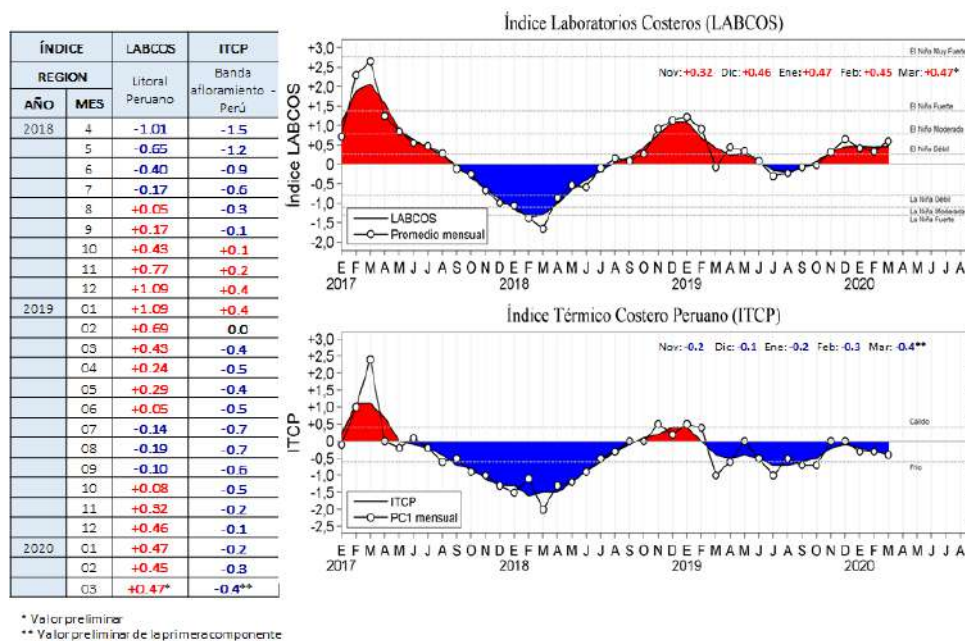 ÍNDICE LABCOS ITCP
REGION Litoral Peruano Banda afloramiento - Perú
AÑO MES
2018 4 -1.01 -1.5
5 -0.65 -1.2
6 -0.40 -0.9
7 -0.17 -0.6
8 +0.05 -0.3
9 +0.17 -0.1
10 +0.43 +0.1
11 +0.77 +0.2
12 +1.09 +0.4
2019 01 +1.09 +0.4
02 +0.69 0.0
03 +0.43 -0.4
04 +0.24 -0.5
05 +0.29 -0.4
06 +0.05 -0.5
07 -0.14 -0.7
08 -0.19 -0.7
09 -0.10 -0.6
10 +0.08 -0.5
11 +0.32 -0.2
12 +0.46 -0.1
2020 01 +0.47 -0.2
02 +0.45 -0.3
03 +0.47* -0.4**
* Valor preliminar
** Valor preliminar de la primera componente
Índice Laboratorios Costeros (LABCOS)
Nov: +0.32 Dic: +0.46 Ene: +0.47 Feb: +0.45 Mar: +0.47*
Índice LABCOS
+3,0
+2,5
+2,0
+1,5
+1,0
+0,5
0
-0,5
-1,0
-1,5
-2,0
El Niño Muy Fuerte
El Niño Fuerte
El Niño Moderado
El Niño Débil
La Niña Débil
La Niña Moderada
La Niña Fuerte
LABCOS
Promedio mensual
E F M A M J J A S O N D E F M A M J J A S O N D E F M A M J J A S O N D E F M A M J J A
2017 2018 2019 2020
Índice Térmico Costero Peruano (ITCP)
Nov: -0.2 Dic: -0.1 Ene: -0.2 Feb: -0.3 Mar: -0.4**
ITCP
+3,0
+2,5
+2,0
+1,5
+1,0
+0,5
0
-0,5
-1,0
-1,5
-2,0
-2,5
Cálido
Frío
ITCP
PC1 mensual
E F M A M J J A S O N D E F M A M J J A S O N D E F M A M J J A S O N D E F M A M J J A
2017 2018 2019 2020